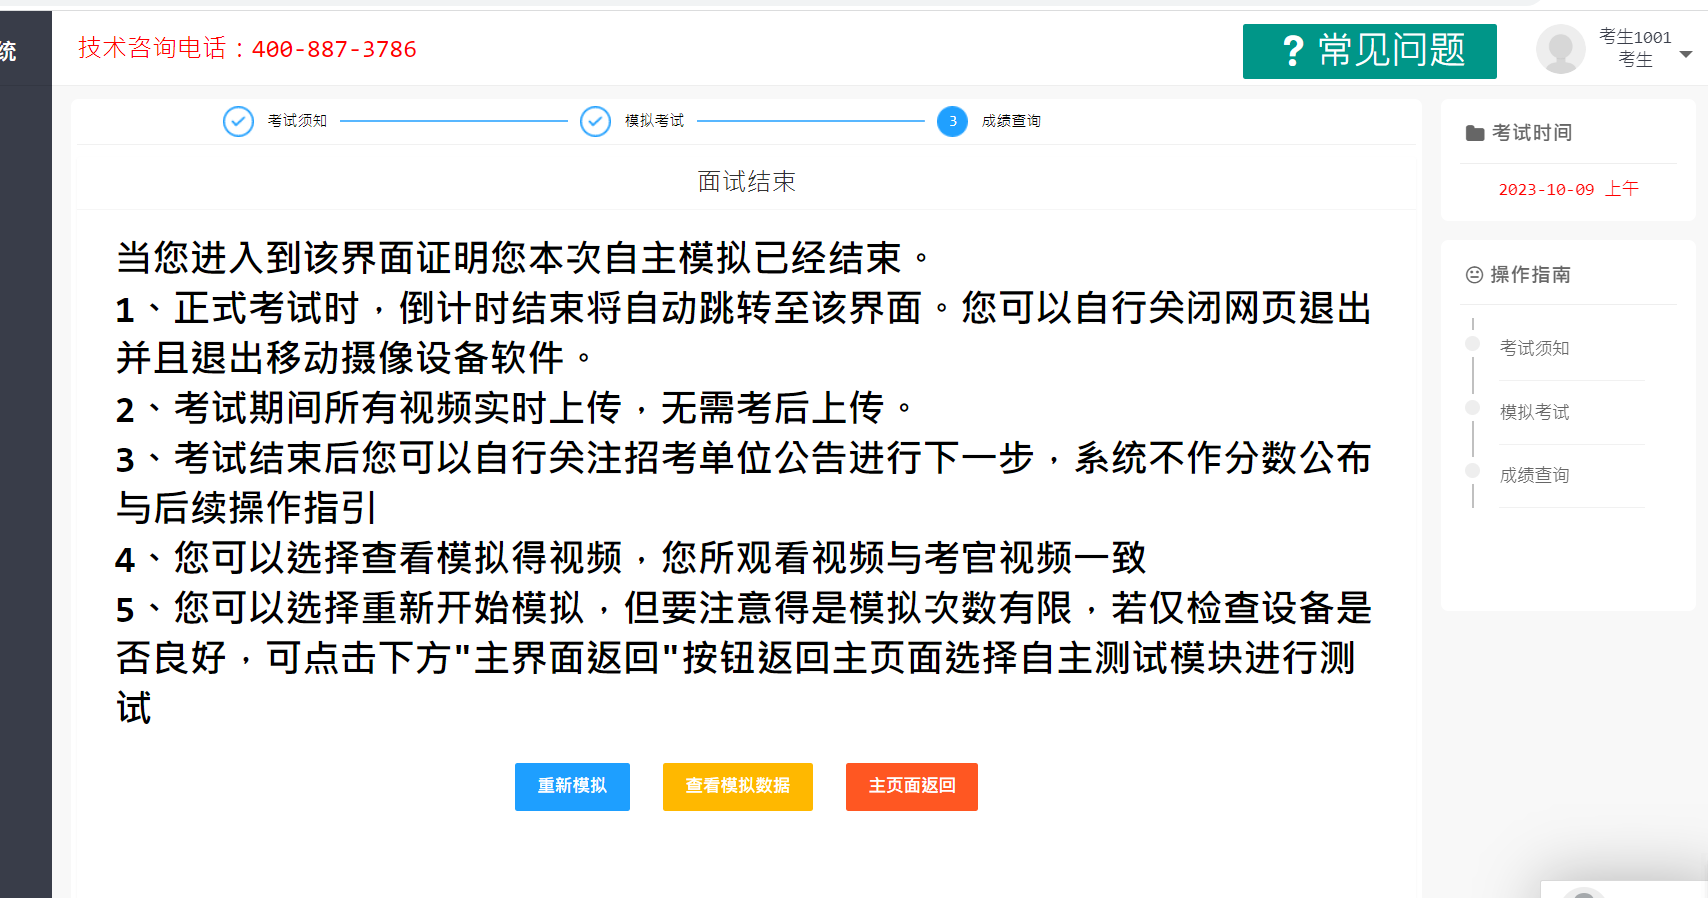 统
技术咨询电话：400-887-3786
? 常见问题
考生1001
考生
考试须知
模拟考试
3 成绩查询
面试结束
当您进入到该界面证明您本次自主模拟已经结束。
1、正式考试时，倒计时结束将自动跳转至该界面。您可以自行关闭网页退出
并且退出移动摄像设备软件。
2、考试期间所有视频实时上传，无需考后上传。
3、考试结束后您可以自行关注招考单位公告进行下一步，系统不作分数公布
与后续操作指引
4、您可以选择查看模拟得视频，您所观看视频与考官视频一致
5、您可以选择重新开始模拟，但要注意得是模拟次数有限，若仅检查设备是
否良好，可点击下方"主界面返回"按钮返回主页面选择自主测试模块进行测
试
重新模拟
查看模拟数据
主页面返回
考试时间
2023-10-09 上午
操作指南
考试须知
模拟考试
成绩查询